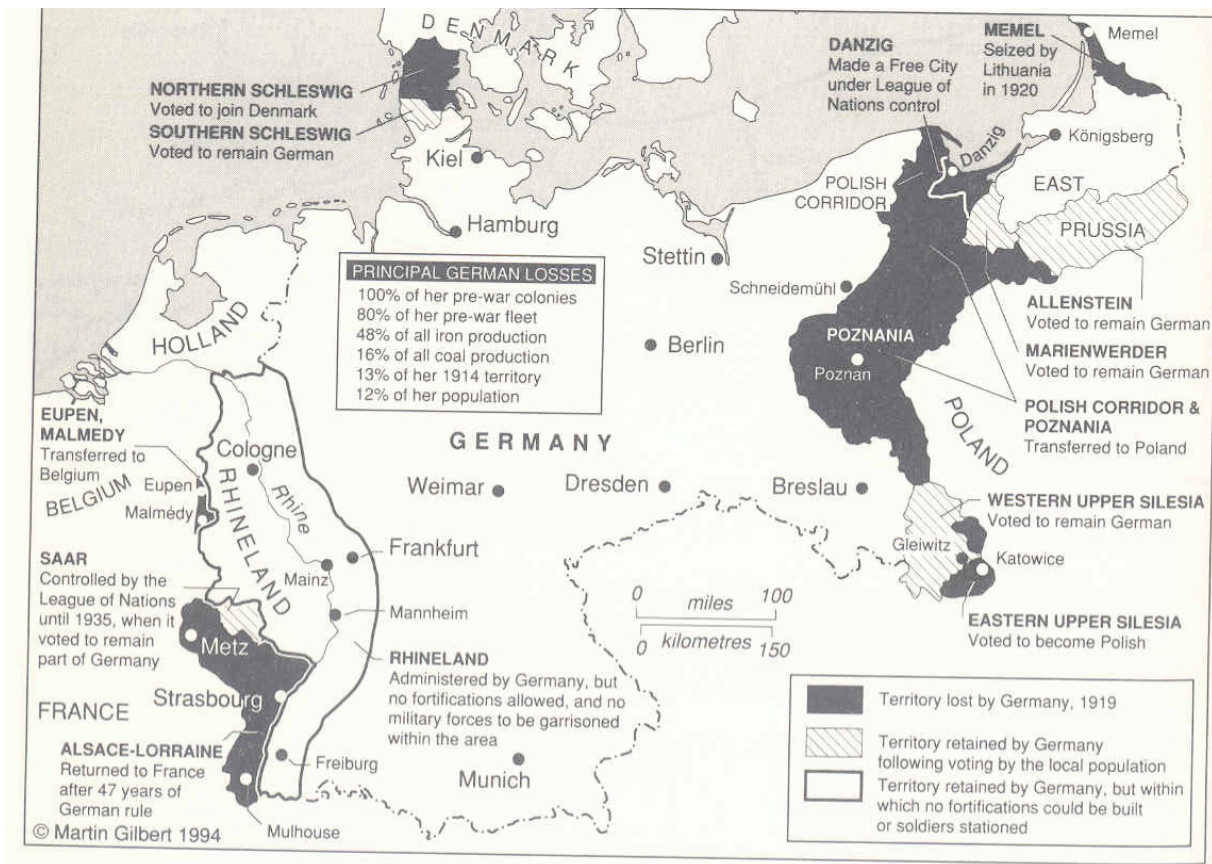 DENMARK
NORTHERN SCHLESWIG
Voted to join Denmark
SOUTHERN SCHLESWIG
Voted to remain German
Kiel
Hamburg
DANZIG
Made a Free City
under League of
Nations control
MEMEL
Seized by
Lithuania
in 1920
Memel
Danzig
Königsberg
POLISH
CORRIDOR
EAST
PRUSSIA
Stettin
Schneidemühl
PRINCIPAL GERMAN LOSSES
100% of her pre-war colonies
80% of her pre-war fleet
48% of all iron production
16% of all coal production
13% of her 1914 territory
12% of her population
HOLLAND
Berlin
POZNANIA
Poznan
ALLENSTEIN
Voted to remain German
MARIENWERDER
Voted to remain German
POLISH CORRIDOR &
POZNANIA
Transferred to Poland
POLAND
EUPEN,
MALMEDY
Transferred to
Belgium
BELGIUM
Eupen
Malmédy
Cologne
RHINELAND
Rhine
GERMANY
Weimar
Dresden
Breslau
WESTERN UPPER SILESIA
Voted to remain German
Gleiwitz
Katowice
EASTERN UPPER SILESIA
Voted to become Polish
SAAR
Controlled by the
League of Nations
until 1935, when it
voted to remain
part of Germany
Frankfurt
Mainz
Mannheim
0 miles 100
0 kilometres 150
Metz
Strasbourg
FRANCE
RHINELAND
Administered by Germany, but
no fortifications allowed, and no
military forces to be garrisoned
within the area
ALSACE-LORRAINE
Returned to France
after 47 years of
German rule
Freiburg
Munich
Mulhouse
Territory lost by Germany, 1919
Territory retained by Germany
following voting by the local population
Territory retained by Germany, but within
which no fortifications could be built
or soldiers stationed
© Martin Gilbert 1994